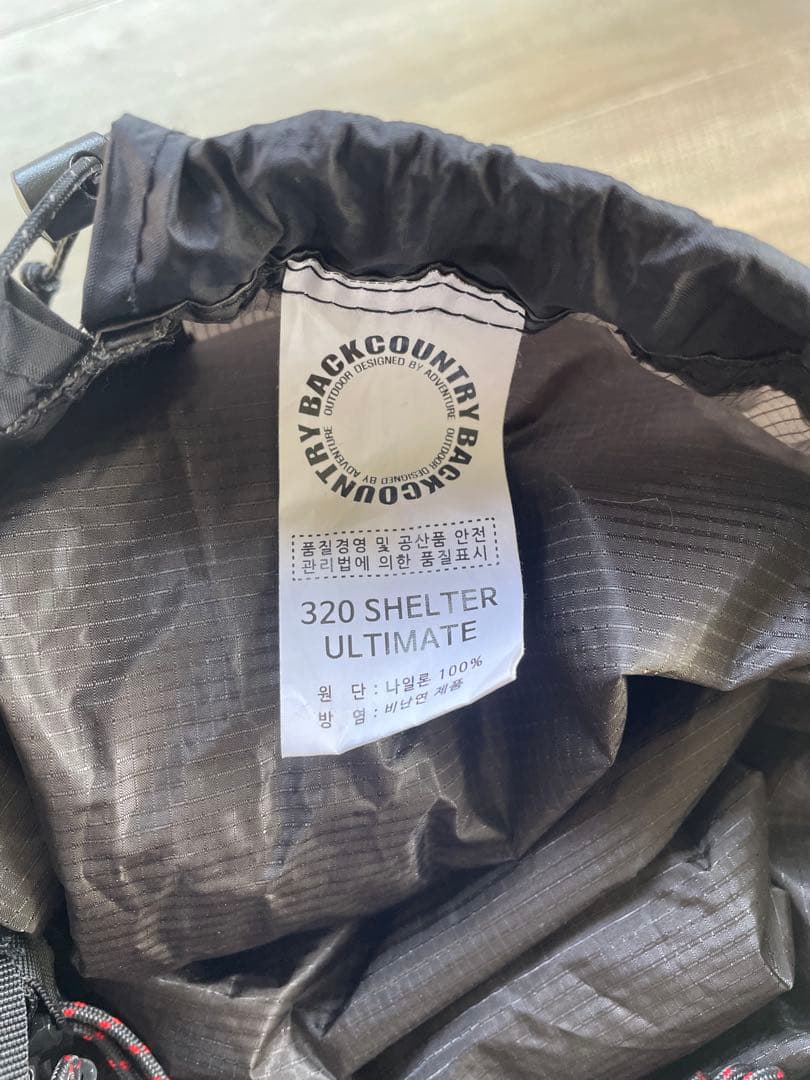 BACKCOUNTRY BACKCOUNTRY
OUTDOOR DESIGNED BY ADVENTURE OUTDOOR DESIGNED BY ADVENTURE
품질경영 및 공산품 안전
관리법에 의한 품질표시
320 SHELTER
ULTIMATE
원 단 : 나일론 100%
방 염 : 비난연 제품